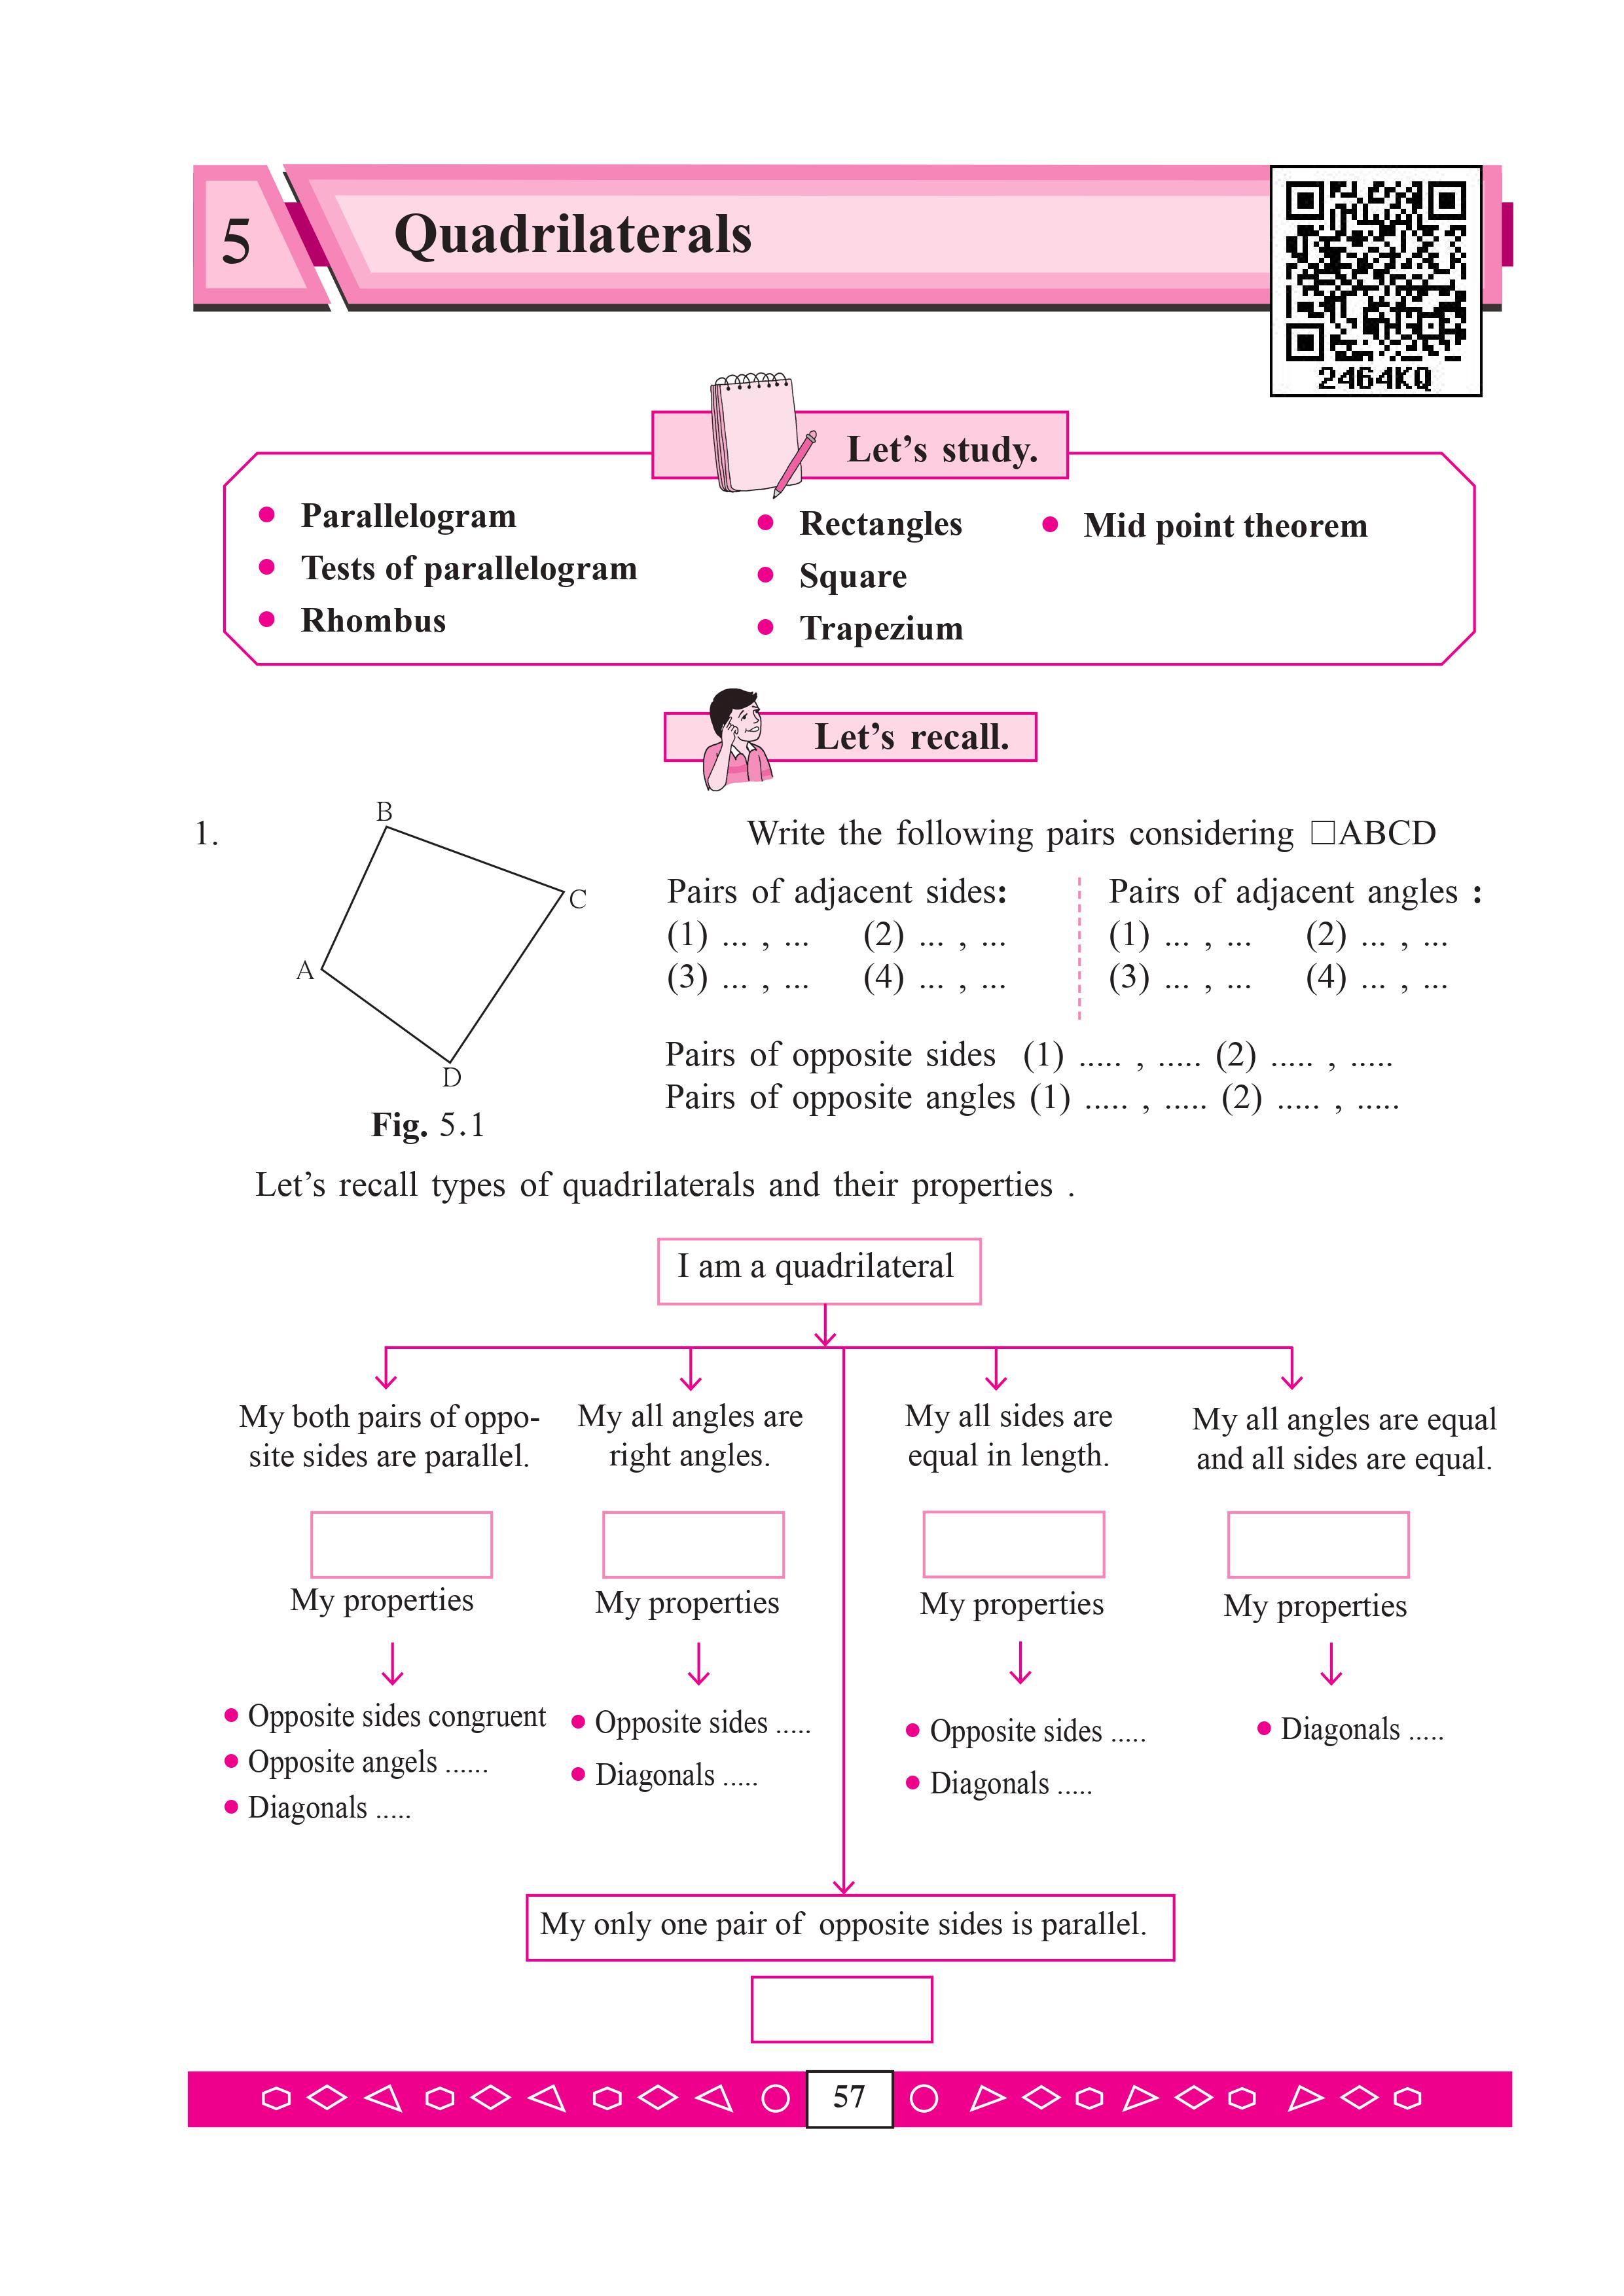 5
Quadrilaterals
2464KQ
Let's study.
• Parallelogram
• Tests of parallelogram
• Rhombus
• Rectangles
• Square
• Trapezium
• Mid point theorem
Let's recall.
1.
B
C
A
D
Fig. 5.1
Write the following pairs considering □ABCD
Pairs of adjacent sides:
(1) ... , ... (2) ... , ...
(3) ... , ... (4) ... , ...
Pairs of adjacent angles :
(1) ... , ... (2) ... , ...
(3) ... , ... (4) ... , ...
Pairs of opposite sides (1) ..... , ..... (2) ..... , .....
Pairs of opposite angles (1) ..... , ..... (2) ..... , .....
Let's recall types of quadrilaterals and their properties .
I am a quadrilateral
My both pairs of oppo-
site sides are parallel.
My properties
• Opposite sides congruent
• Opposite angels ......
• Diagonals .....
My all angles are
right angles.
My properties
• Opposite sides .....
• Diagonals .....
My all sides are
equal in length.
My properties
• Opposite sides .....
• Diagonals .....
My all angles are equal
and all sides are equal.
My properties
• Diagonals .....
My only one pair of opposite sides is parallel.
57